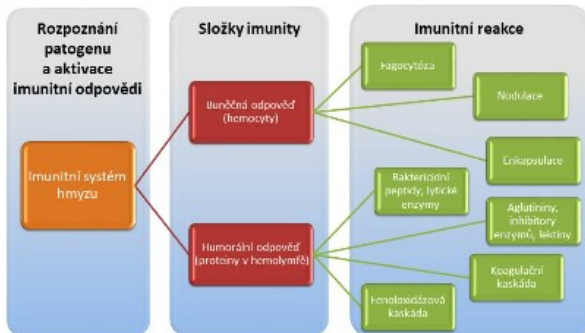 Rozpoznání
patogenu
a aktivace
imunitní odpovědi
Imunitní systém
hmyzu
Složky imunity
Buněčná odpověď
(hemocyty)
Humorální odpověď
(proteiny v hemolymfě)
Imunitní reakce
Fagocytóza
Nodulace
Enkapsulace
Baktericidní
peptidy, lytické
enzymy
Aglutininy,
inhibitory
enzymů, lektiny
Koagulační
kaskáda
Fenoloxidázová
kaskáda